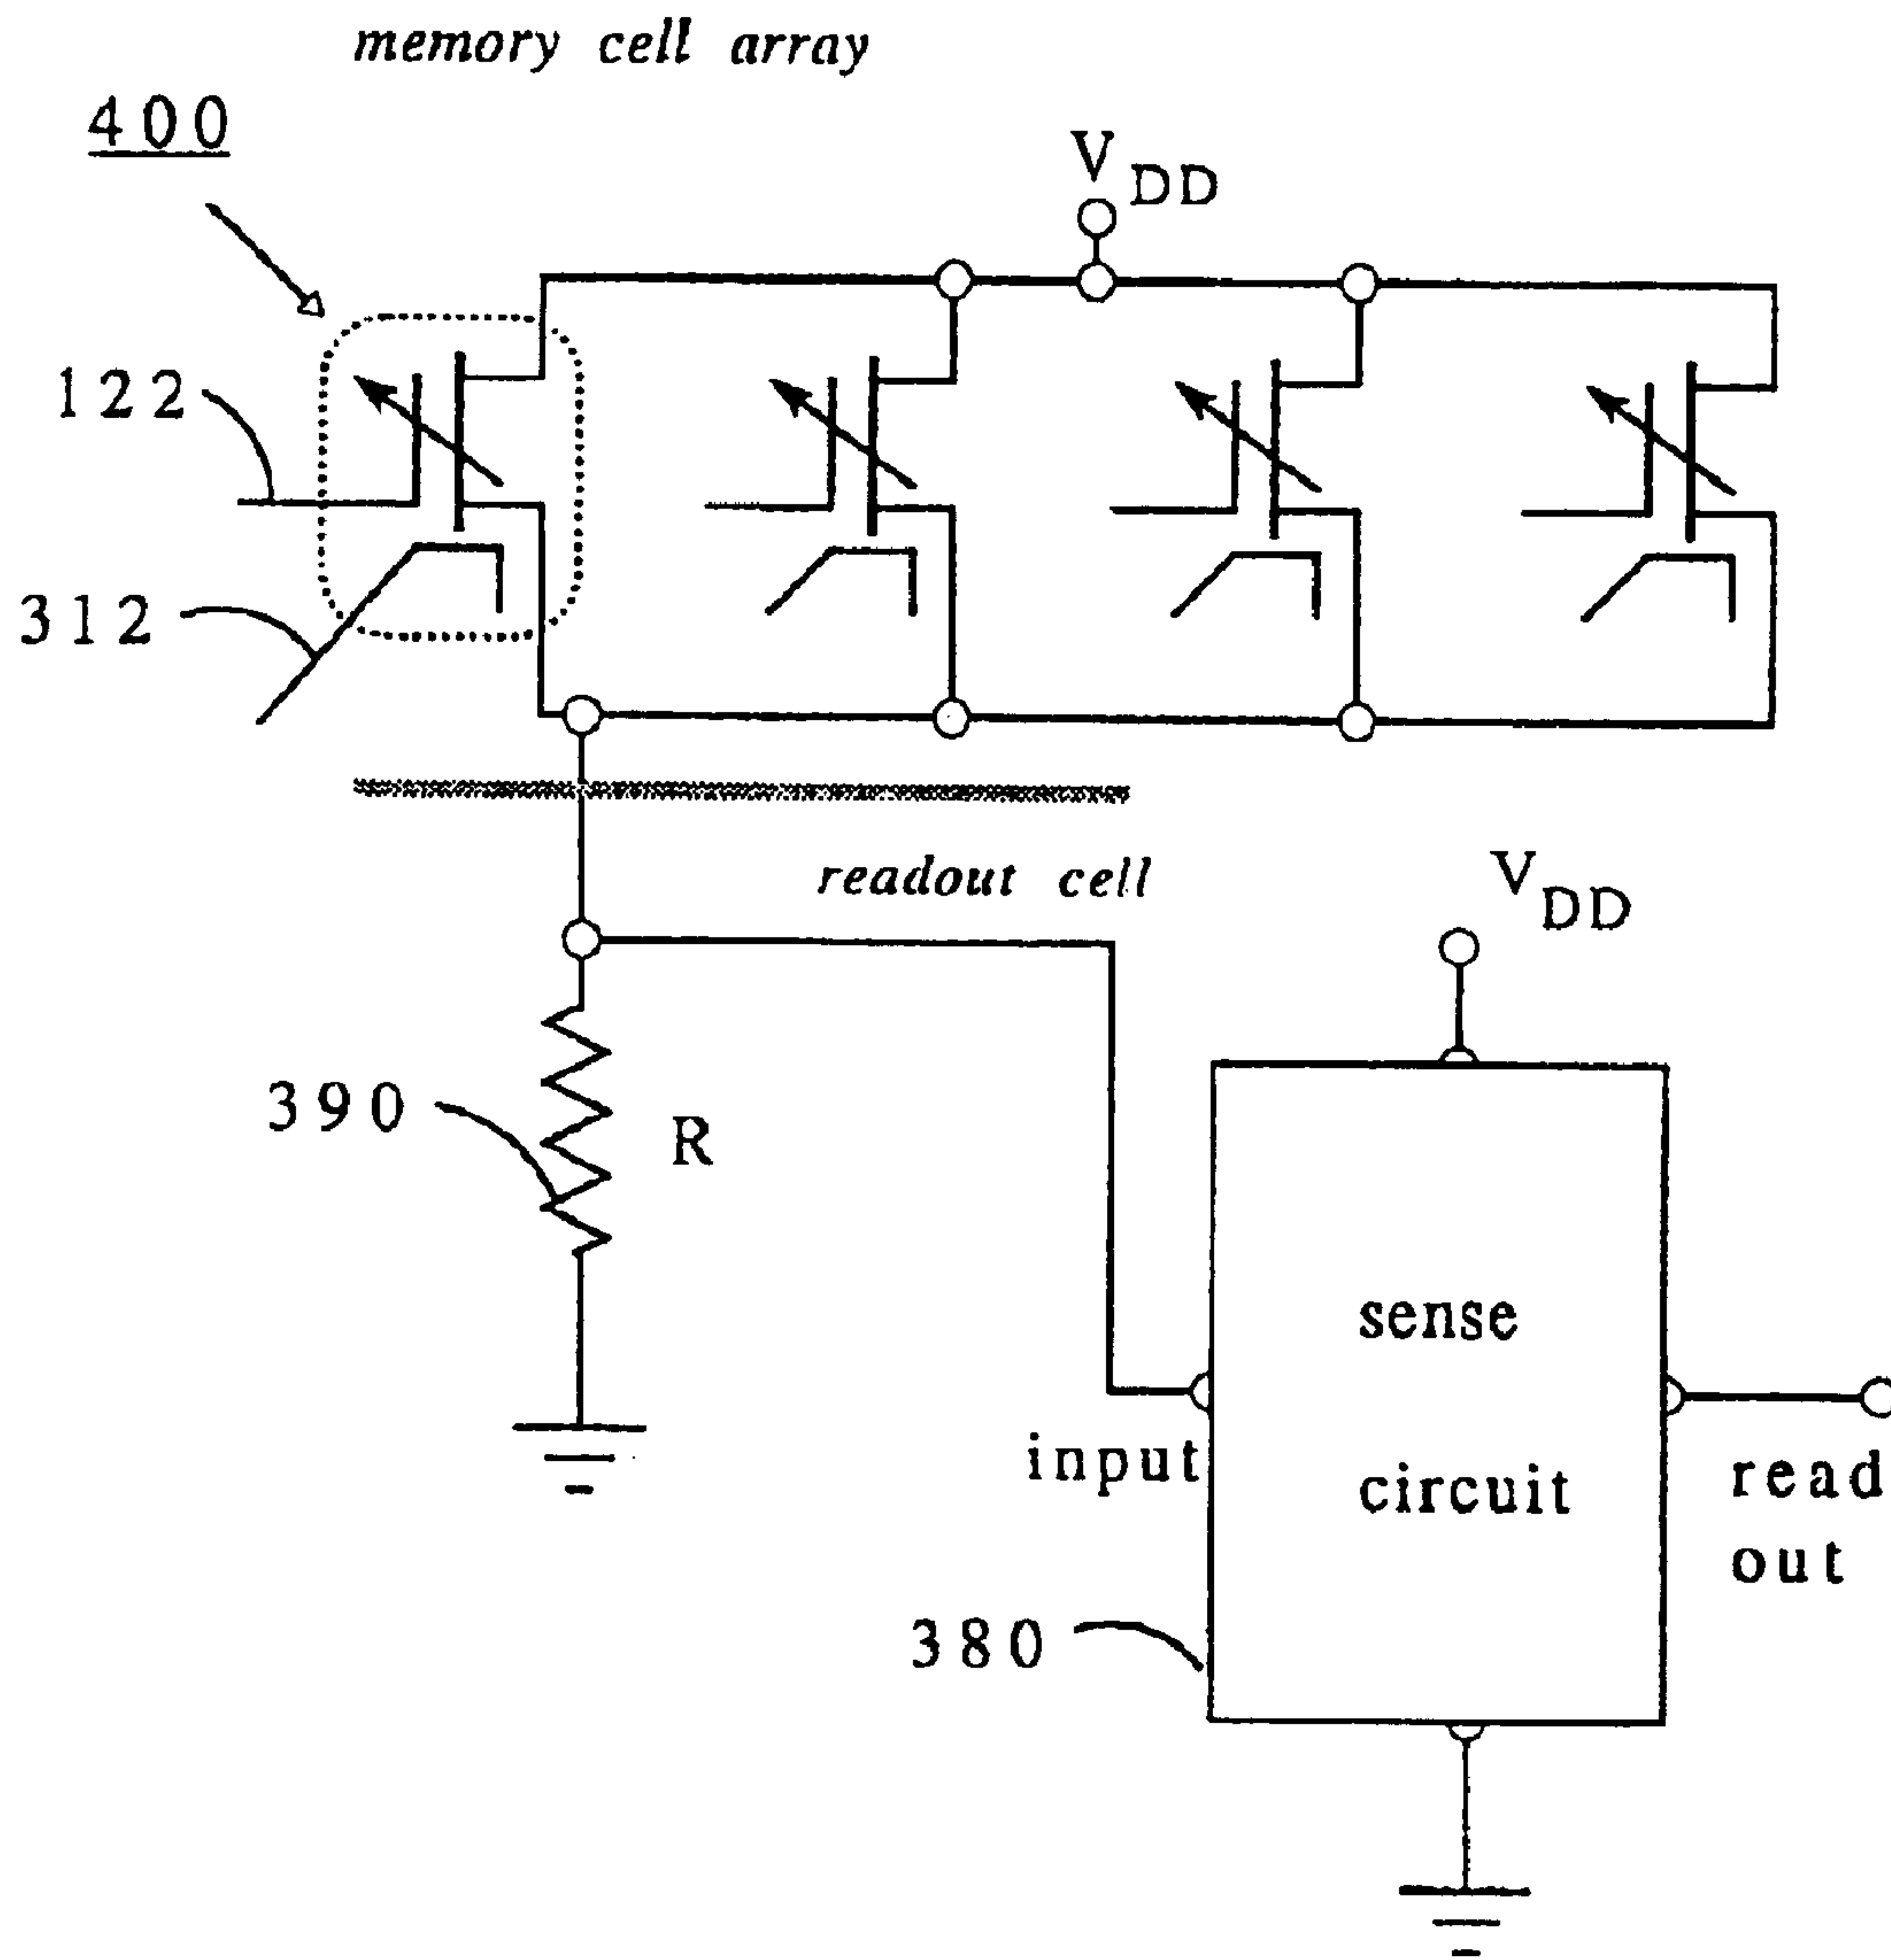 memory cell array
400
VDD
122
312
readout cell
VDD
390
R
sense
circuit
input
read
out
380